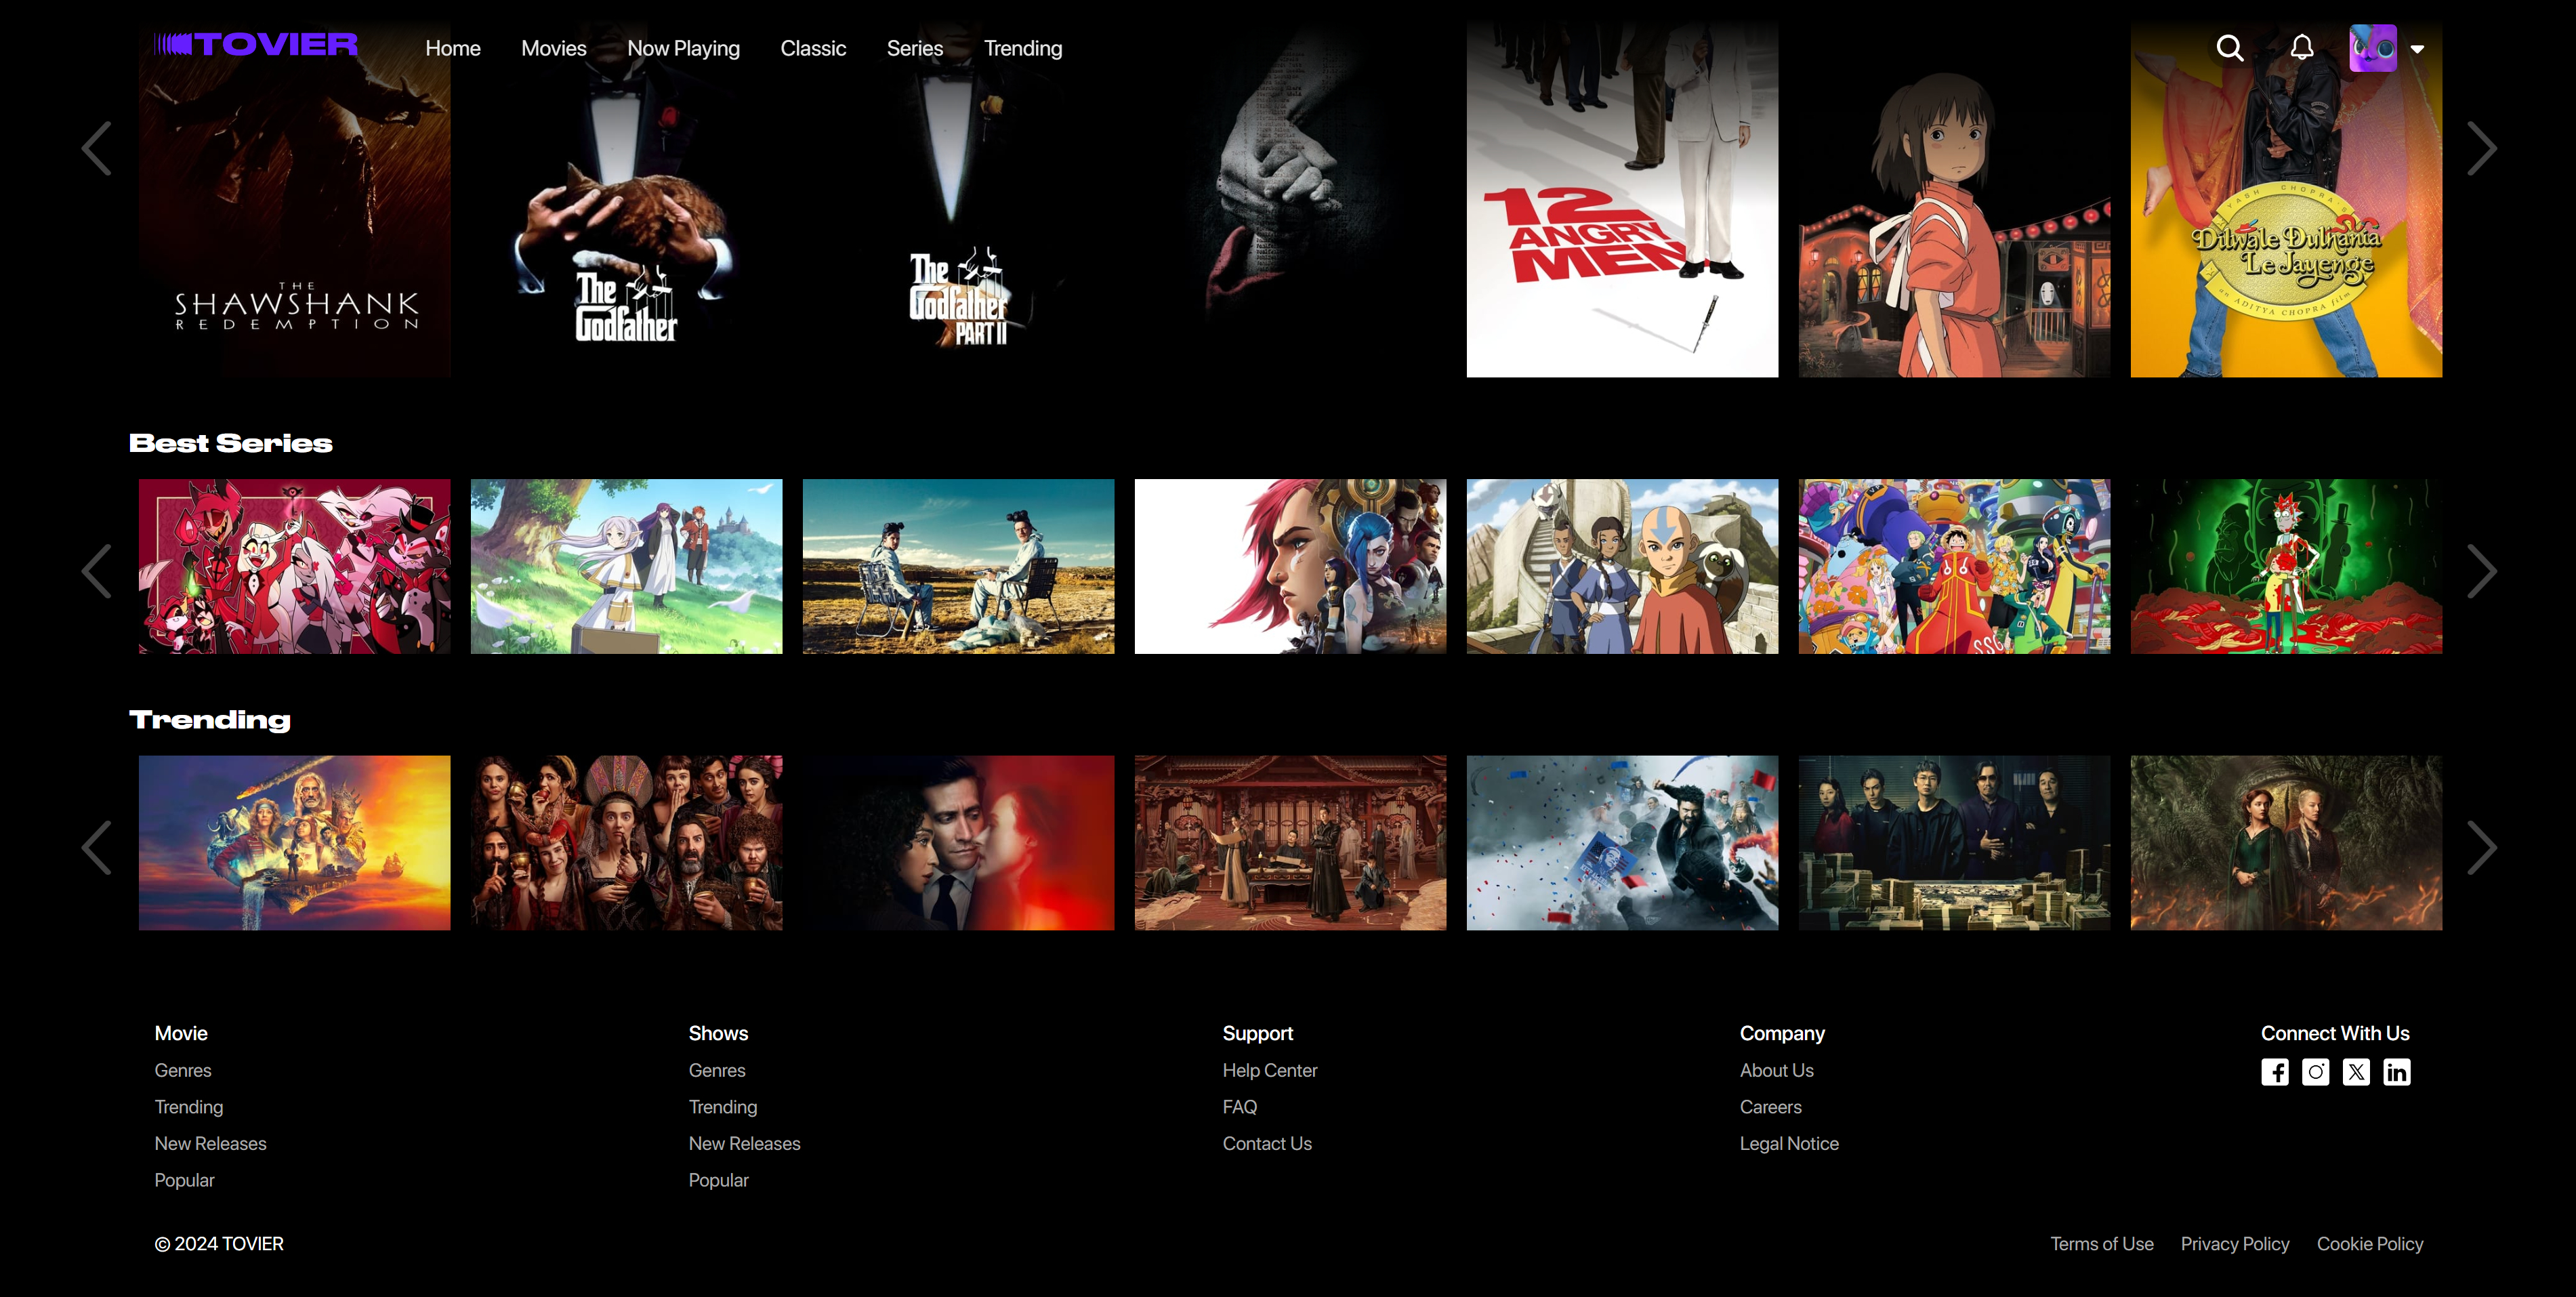 TOVIER
Home Movies Now Playing Classic Series Trending
THE
SHAWSHANK
REDEMPTION
The
Godfather
The
Godfather
PART II
12
ANGRY
MEN
YASH CHOPRA'S
Dilwale Dulhania
Le Jayenge
an ADITYA CHOPRA film
Best Series
Trending
Movie
Genres
Trending
New Releases
Popular
Shows
Genres
Trending
New Releases
Popular
Support
Help Center
FAQ
Contact Us
Company
About Us
Careers
Legal Notice
Connect With Us
© 2024 TOVIER
Terms of Use Privacy Policy Cookie Policy